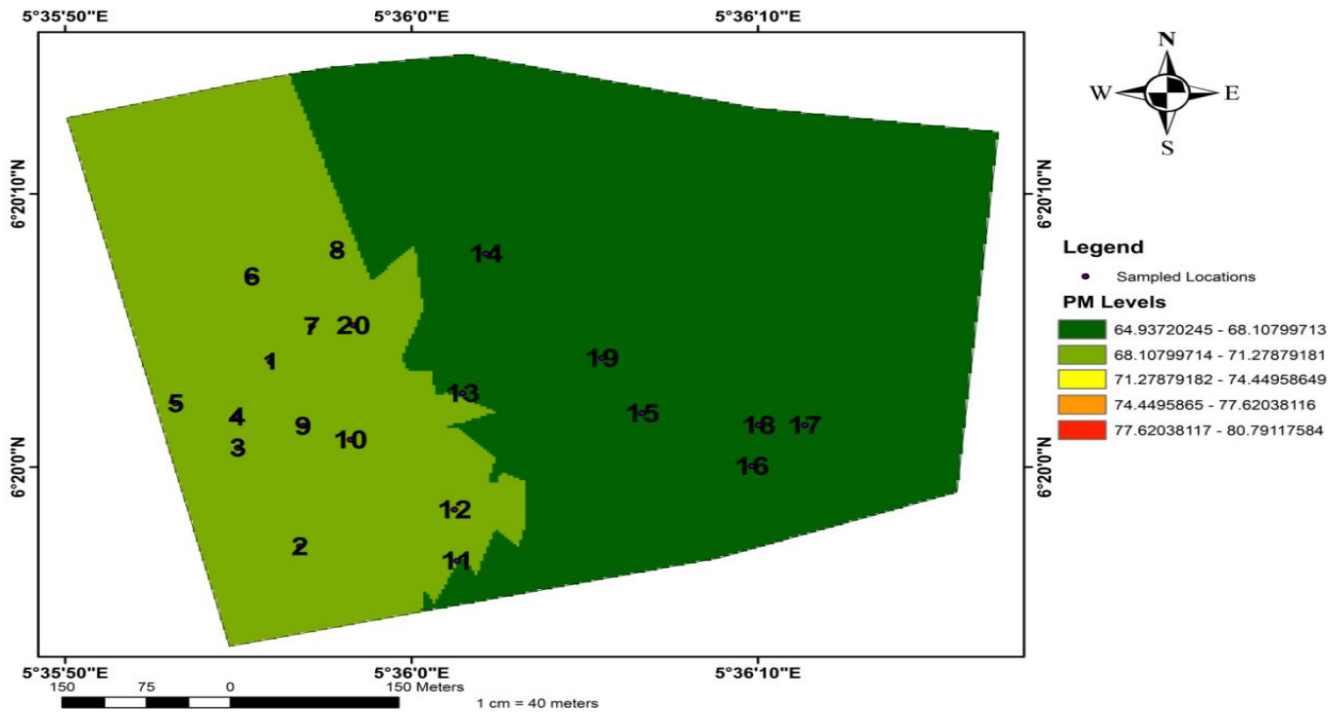 5°35'50"E 5°36'0"E 5°36'10"E
N
W E
S
6°20'10"N 6°20'10"N
8
14
6
7 20
1
19
13
5
4
15
9
18 17
10
3
16
6°20'0"N 6°20'0"N
12
2
11
Legend
Sampled Locations
PM Levels
64.93720245 - 68.10799713
68.10799714 - 71.27879181
71.27879182 - 74.44958649
74.4495865 - 77.62038116
77.62038117 - 80.79117584
5°35'50"E 5°36'0"E 5°36'10"E
150 75 0 150 Meters
1 cm = 40 meters